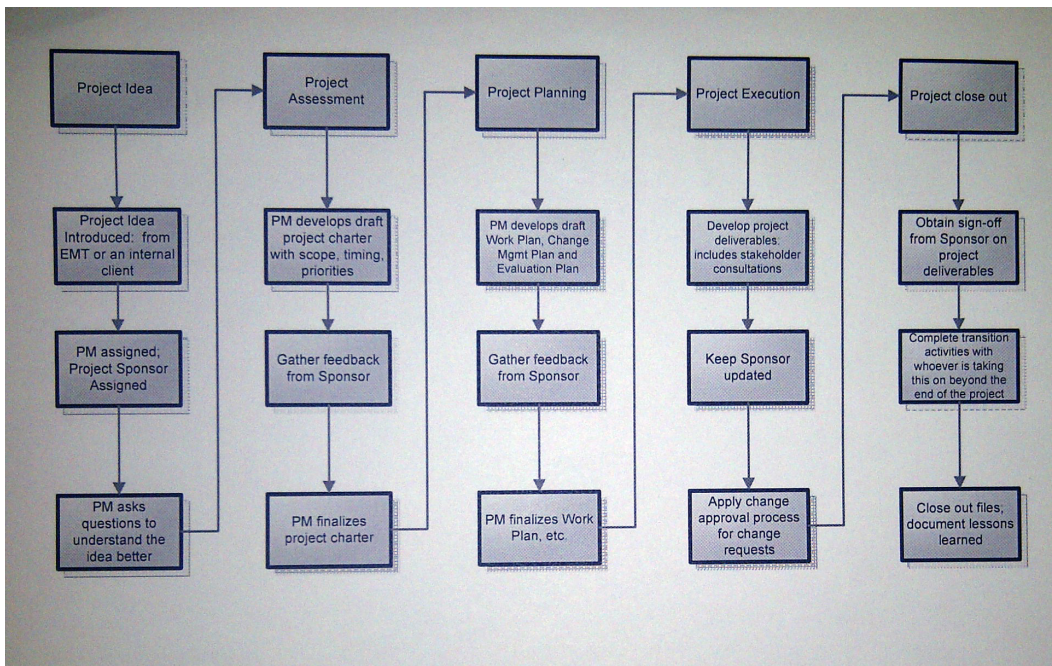 Project Idea
Project Idea
Introduced: from
EMT or an internal
client
PM assigned;
Project Sponsor
Assigned
PM asks
questions to
understand the
idea better
Project
Assessment
PM develops draft
project charter
with scope, timing,
priorities
Gather feedback
from Sponsor
PM finalizes
project charter
Project Planning
PM develops draft
Work Plan, Change
Mgmt Plan and
Evaluation Plan
Gather feedback
from Sponsor
PM finalizes Work
Plan, etc.
Project Execution
Develop project
deliverables:
includes stakeholder
consultations
Keep Sponsor
updated
Apply change
approval process
for change
requests
Project close out
Obtain sign-off
from Sponsor on
project
deliverables
Complete transition
activities with
whoever is taking
this on beyond the
end of the project
Close out files;
document lessons
learned